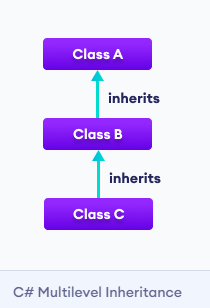 Class A
inherits
Class B
inherits
Class C
C# Multilevel Inheritance